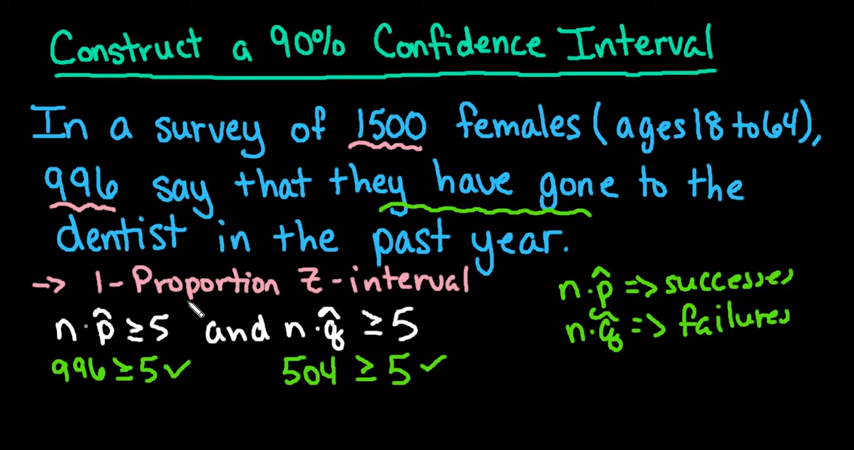 Construct a 90% Confidence Interval
In a survey of 1500 females (ages 18 to 64),
996 say that they have gone to the
dentist in the past year.
→ 1-Proportion Z-interval
n·p̂ ≥ 5 and n·q̂ ≥ 5
996 ≥ 5 ✓ 504 ≥ 5 ✓
n·p̂ => successes
n·q̂ => failures